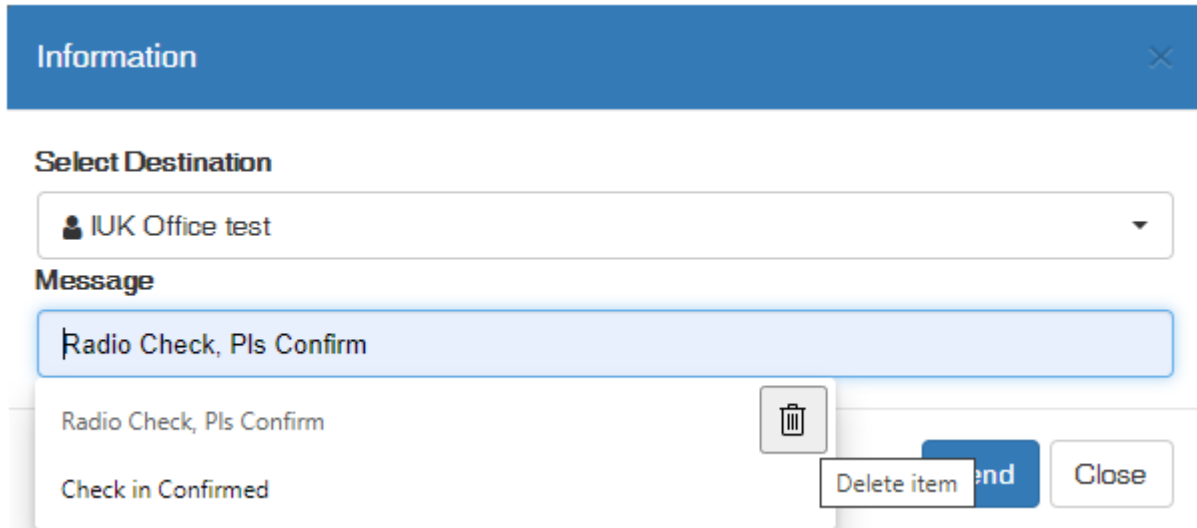 Information
Select Destination
IUK Office test
Message
Radio Check, Pls Confirm
Radio Check, Pls Confirm
Check in Confirmed
Delete item
Close